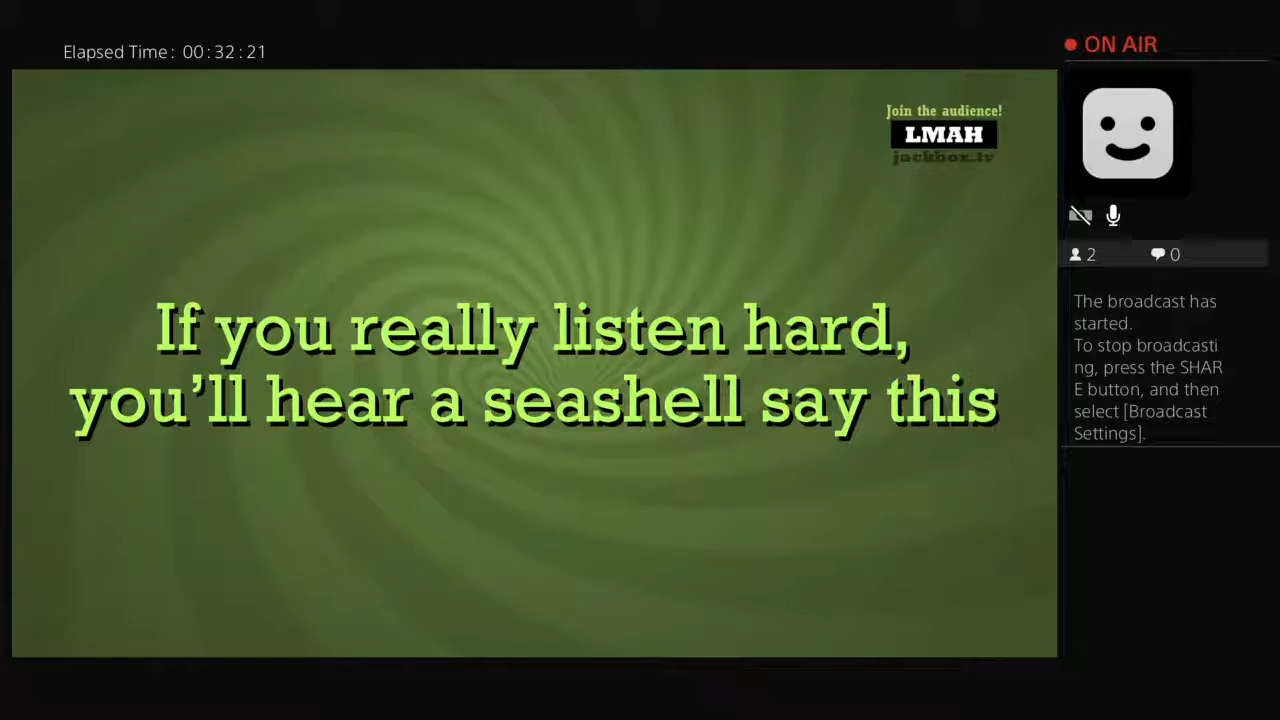 Elapsed Time: 00:32:21
ON AIR
Join the audience!
LMAH
jackbox.tv
If you really listen hard,
you'll hear a seashell say this
2
0
The broadcast has
started.
To stop broadcasti
ng, press the SHAR
E button, and then
select [Broadcast
Settings].